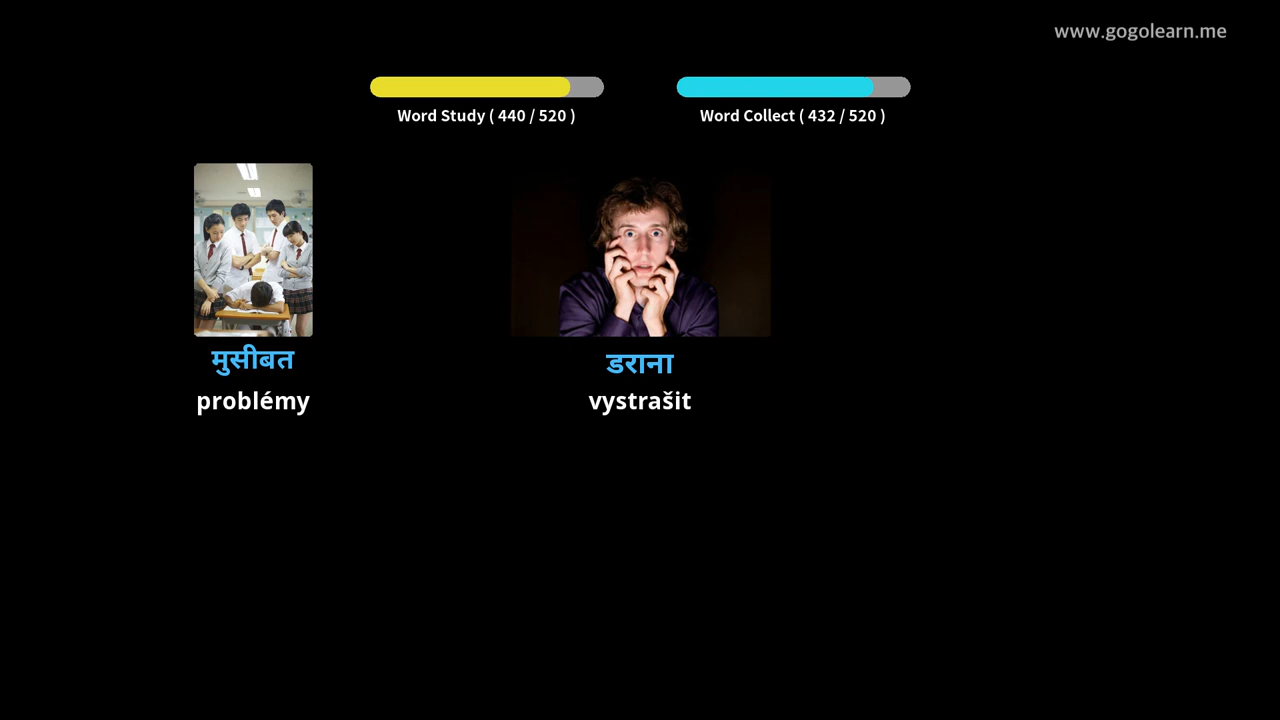 www.gogolearn.me
Word Study ( 440 / 520 )
Word Collect ( 432 / 520 )
मुसीबत
डराना
problémy
vystrašit